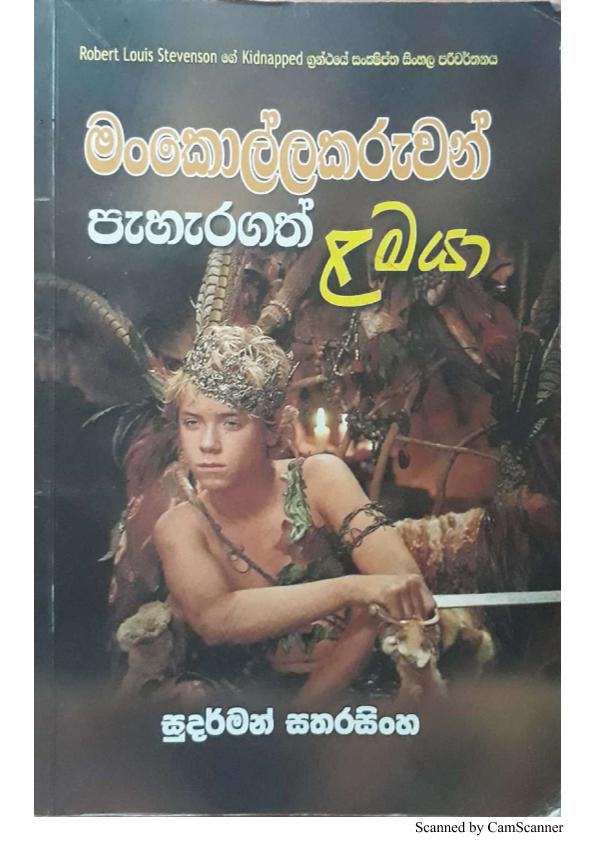 Robert Louis Stevenson ගේ Kidnapped ග්‍රන්ථයේ සංක්ෂිප්ත සිංහල පරිවර්තනය
මංකොල්ලකරුවන්
පැහැරගත් ළමයා
සුදර්මන් සතරසිංහ
Scanned by CamScanner